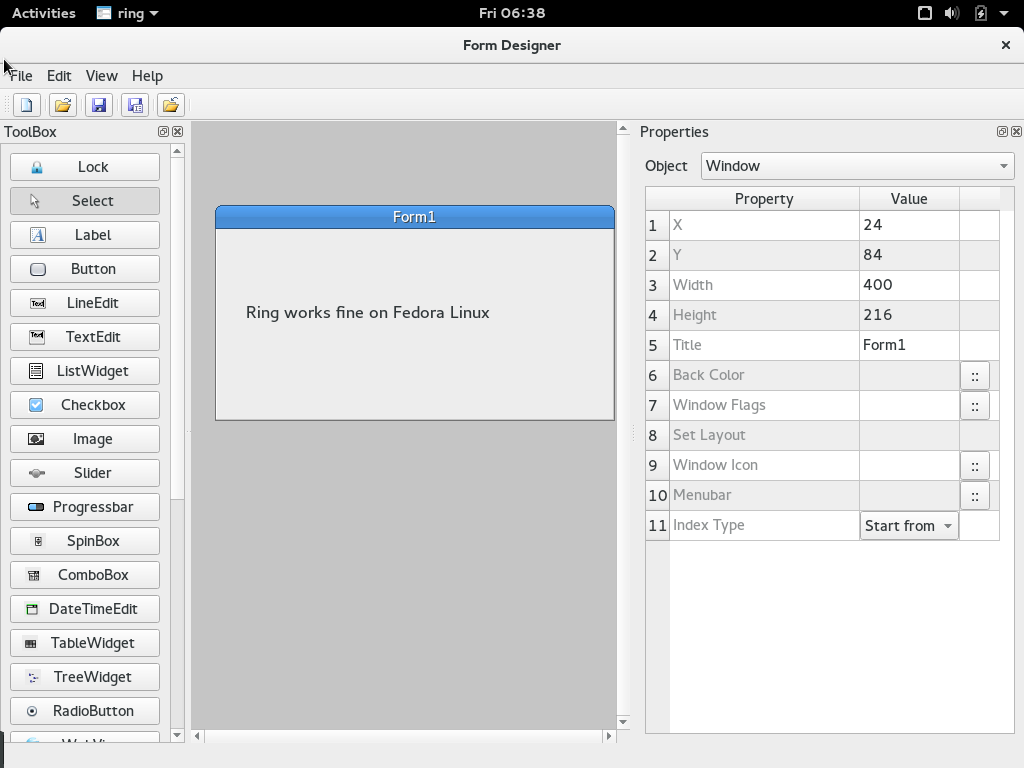 Activities ring Fri 06:38
Form Designer
File Edit View Help
ToolBox
Lock
Select
Label
Button
LineEdit
TextEdit
ListWidget
Checkbox
Image
Slider
Progressbar
SpinBox
ComboBox
DateTimeEdit
TableWidget
TreeWidget
RadioButton
Form1
Ring works fine on Fedora Linux
Properties
Object Window
Property Value
1 X 24
2 Y 84
3 Width 400
4 Height 216
5 Title Form1
6 Back Color ::
7 Window Flags ::
8 Set Layout
9 Window Icon ::
10 Menubar ::
11 Index Type Start from